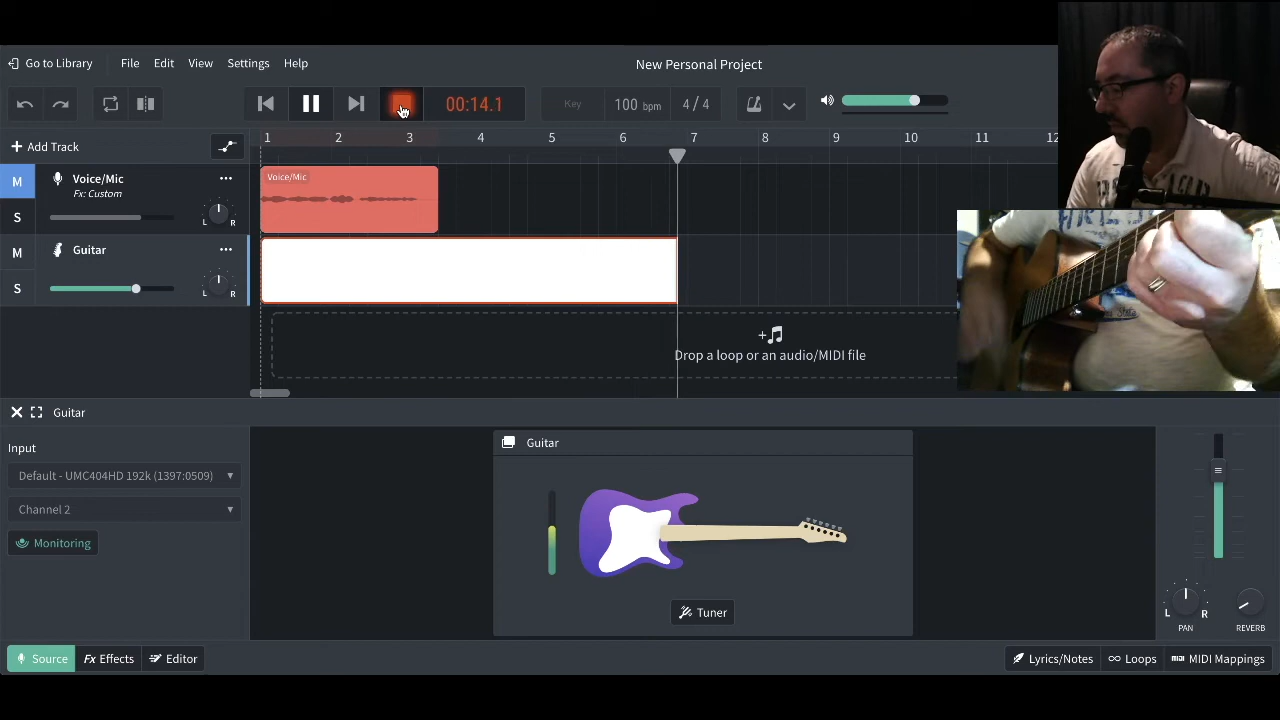 Go to Library
File
Edit
View
Settings
Help
New Personal Project
00:14.1
Key
100 bpm
4 / 4
1 2 3 4 5 6 7 8 9 10 11 12
+ Add Track
M
Voice/Mic
Fx: Custom
S
L R
Voice/Mic
M
Guitar
S
L R
Drop a loop or an audio/MIDI file
Guitar
Input
Default - UMC404HD 192k (1397:0509)
Channel 2
Monitoring
Guitar
Tuner
L R
PAN
REVERB
Source
Fx Effects
Editor
Lyrics/Notes
Loops
MIDI Mappings